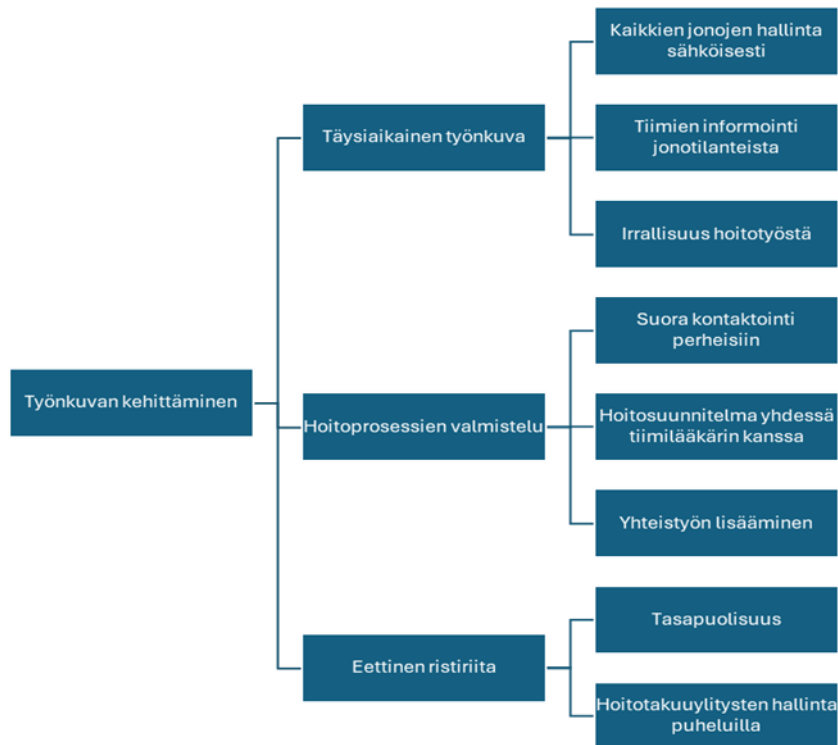 Kaikkien jonojen hallinta
sähköisesti
Täysiaikainen työnkuva
Tiimien informointi
jonotilanteista
Irrallisuus hoitotyöstä
Suora kontaktointi
perheisiin
Työnkuvan kehittäminen
Hoitoprosessien valmistelu
Hoitosuunnitelma yhdessä
tiimilääkärin kanssa
Yhteistyön lisääminen
Tasapuolisuus
Eettinen ristiriita
Hoitotakuuylitysten hallinta
puheluilla